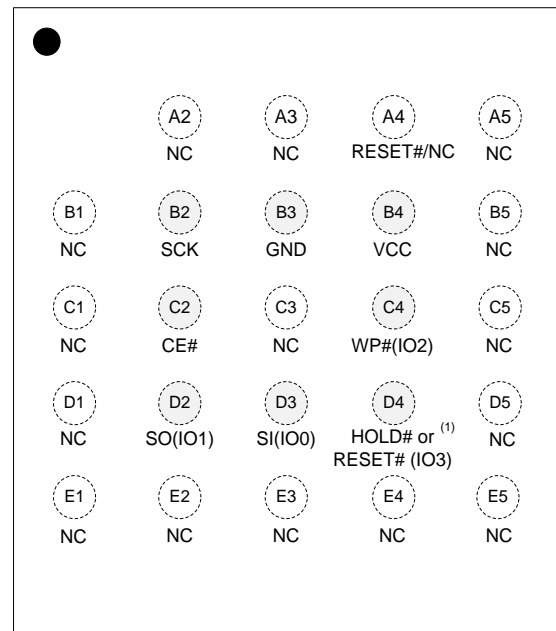 A2 A3 A4 A5
NC NC RESET#/NC NC
B1 B2 B3 B4 B5
NC SCK GND VCC NC
C1 C2 C3 C4 C5
NC CE# NC WP#(IO2) NC
D1 D2 D3 D4 D5
NC SO(IO1) SI(IO0) HOLD# or (1) NC
RESET# (IO3)
E1 E2 E3 E4 E5
NC NC NC NC NC